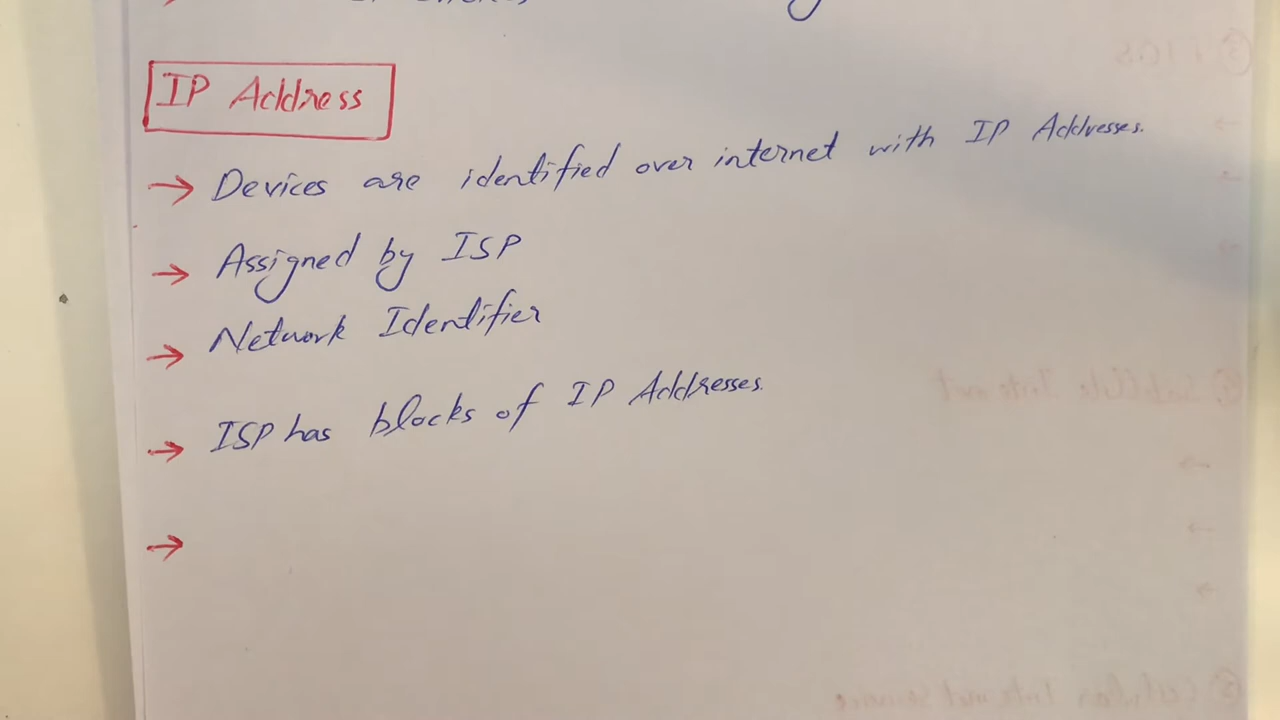 IP Address
→ Devices are identified over internet with IP Addresses.
→ Assigned by ISP
→ Network Identifier
→ ISP has blocks of IP Addresses.
→